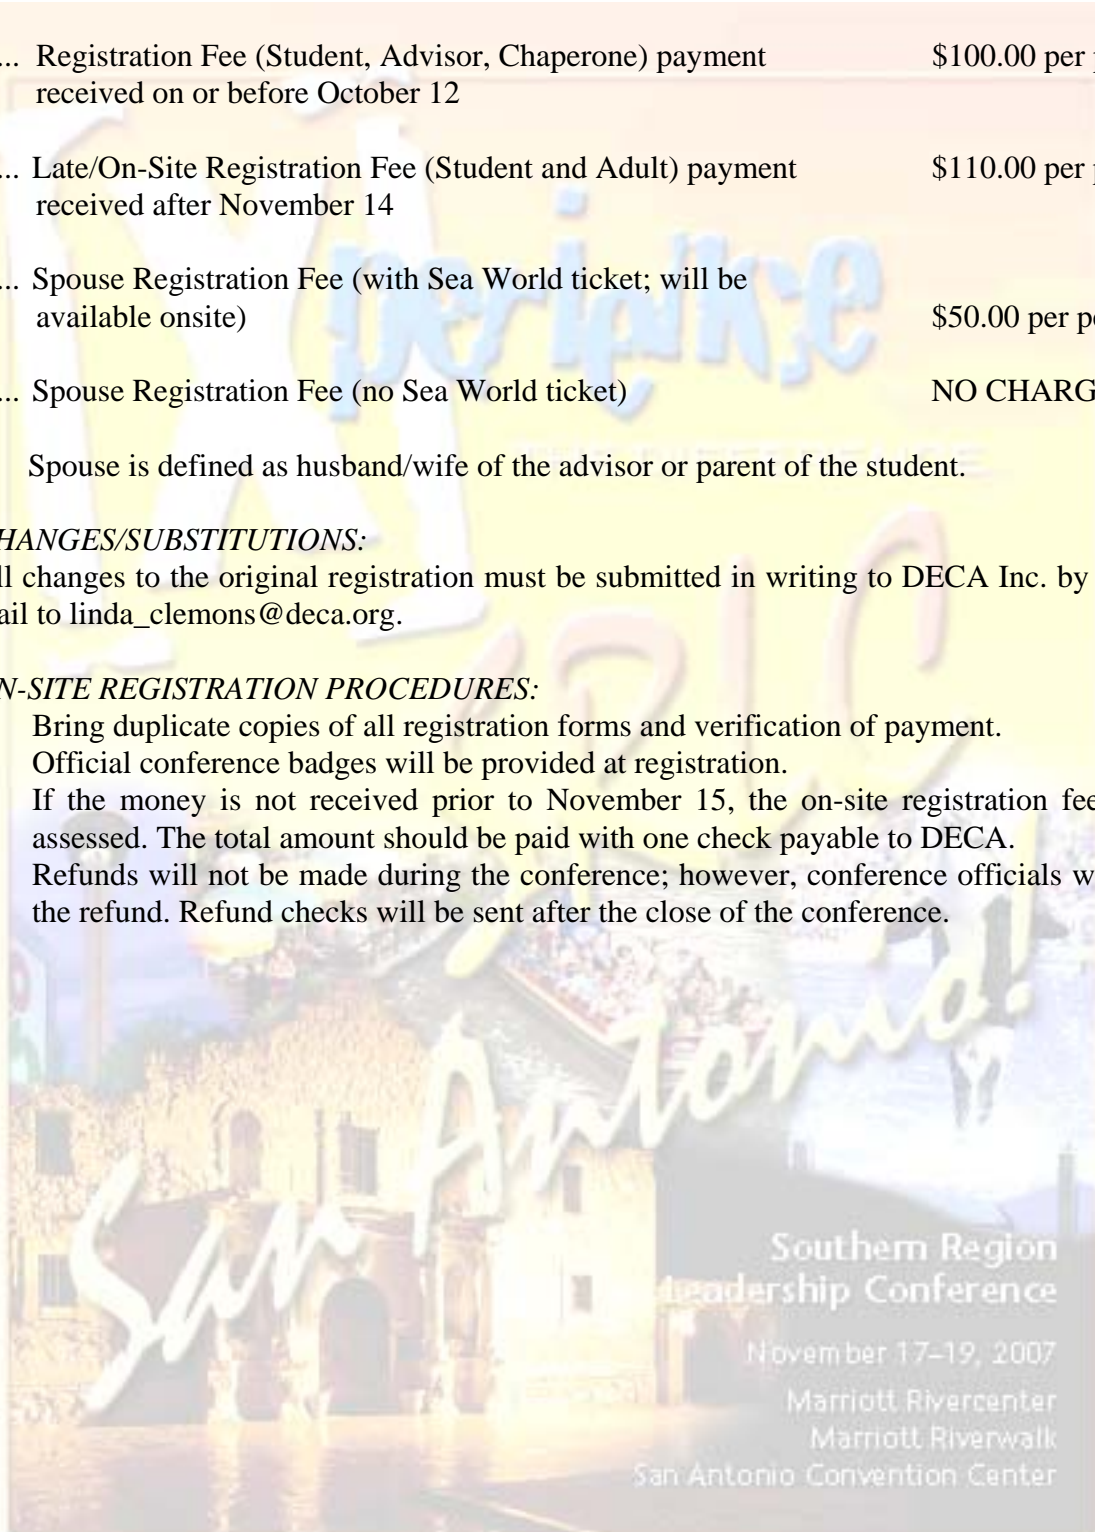 ... Registration Fee (Student, Advisor, Chaperone) payment $100.00 per
received on or before October 12
... Late/On-Site Registration Fee (Student and Adult) payment $110.00 per
received after November 14
... Spouse Registration Fee (with Sea World ticket; will be
available onsite) $50.00 per
... Spouse Registration Fee (no Sea World ticket) NO CHARG
Spouse is defined as husband/wife of the advisor or parent of the student.
HANGES/SUBSTITUTIONS:
ll changes to the original registration must be submitted in writing to DECA Inc. by
ail to linda_clemons@deca.org.
N-SITE REGISTRATION PROCEDURES:
Bring duplicate copies of all registration forms and verification of payment.
Official conference badges will be provided at registration.
If the money is not received prior to November 15, the on-site registration fee
assessed. The total amount should be paid with one check payable to DECA.
Refunds will not be made during the conference; however, conference officials w
the refund. Refund checks will be sent after the close of the conference.
TX
perience
SRLC
San Antonio!
Southern Region
Leadership Conference
November 17–19, 2007
Marriott Rivercenter
Marriott Riverwalk
San Antonio Convention Center